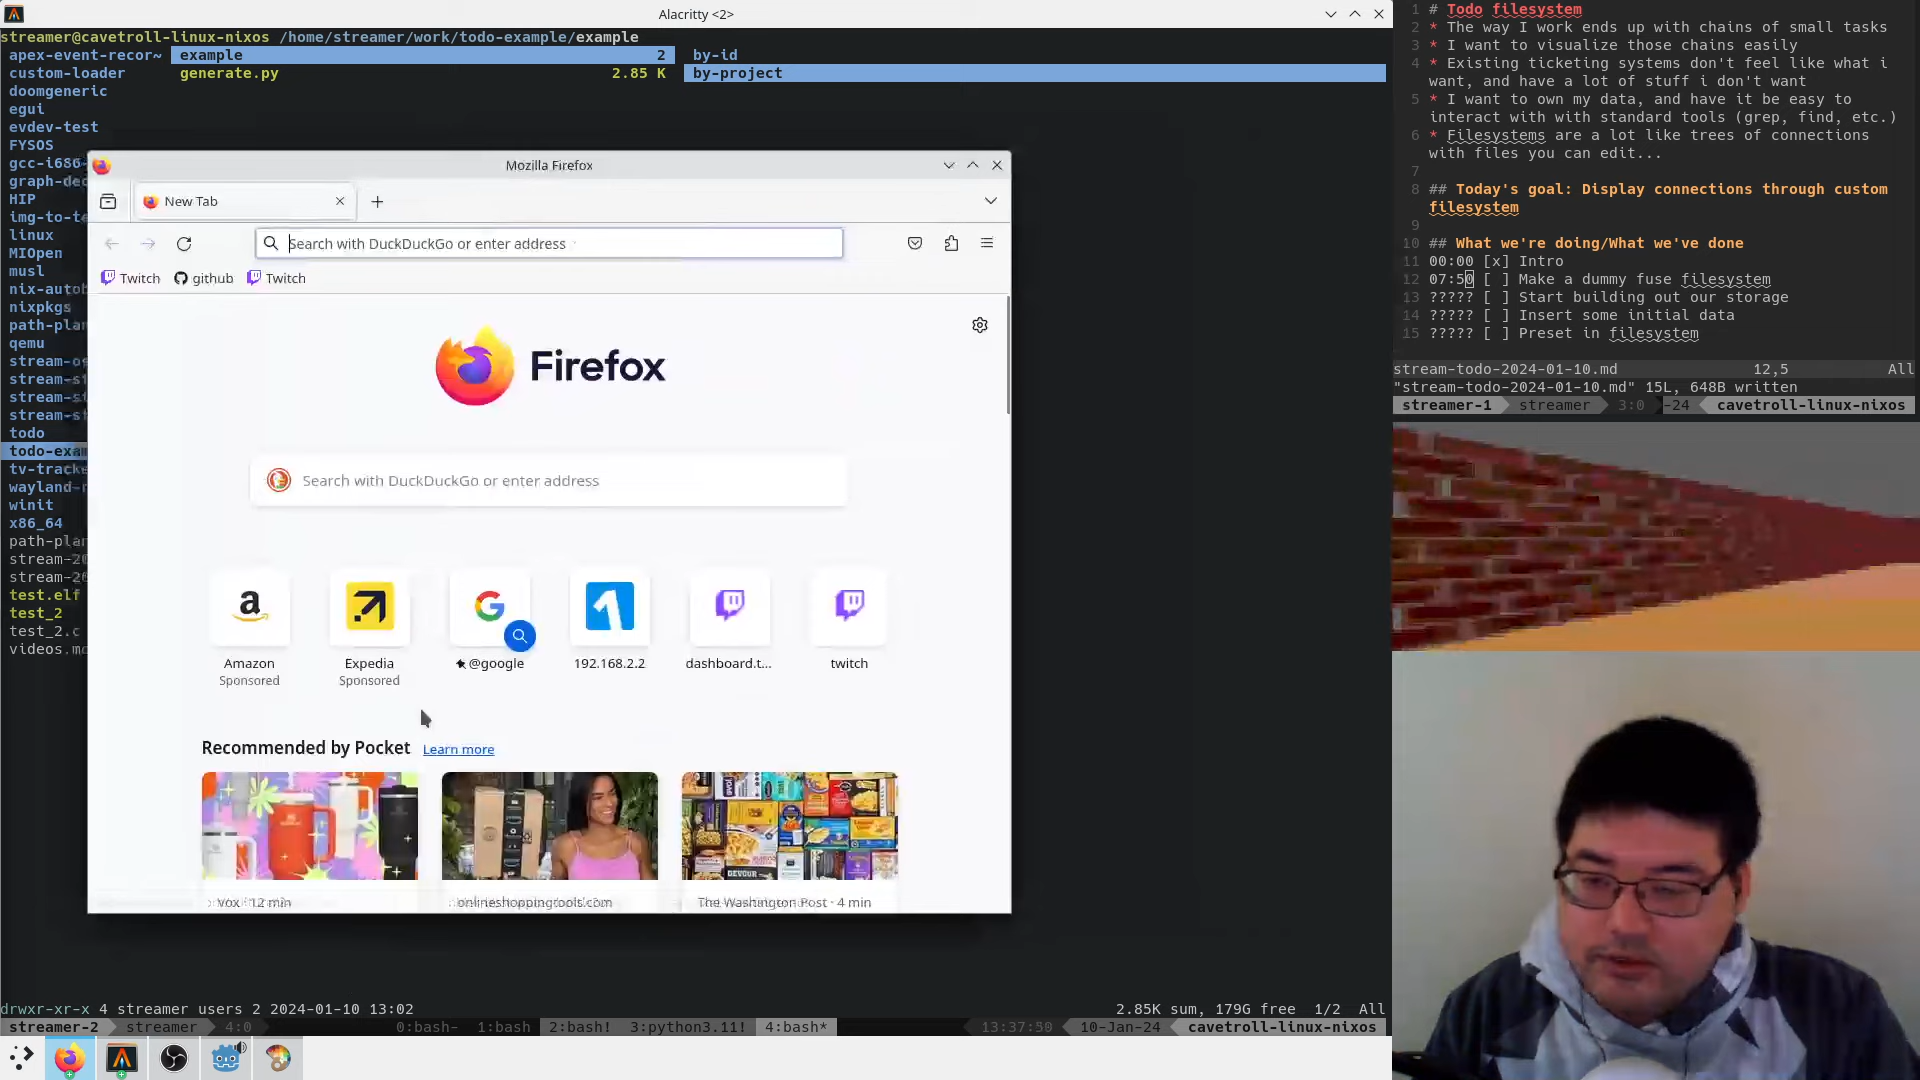 Alacritty <2>
streamer@cavetroll-linux-nixos /home/streamer/work/todo-example/example
apex-event-recor~ example 2 by-id
custom-loader generate.py 2.85 K by-project
doomgeneric
egui
evdev-test
FYSOS
HIP
linux
MIOpen
musl
nixpkgs
qemu
todo
winit
x86_64
test.elf
test_2
test_2.c
Mozilla Firefox
New Tab
Search with DuckDuckGo or enter address
Twitch github Twitch
Firefox
Search with DuckDuckGo or enter address
Amazon
Sponsored
Expedia
Sponsored
@google
192.168.2.2
dashboard.t...
twitch
Recommended by Pocket Learn more
DEVOUR
Vox · 12 min
The Washington Post · 4 min
drwxr-xr-x 4 streamer users 2 2024-01-10 13:02 2.85K sum, 179G free 1/2 All
streamer-2 streamer 4:0 0:bash- 1:bash 2:bash! 3:python3.11! 4:bash* 13:37:50 10-Jan-24 cavetroll-linux-nixos
1 # Todo filesystem
2 * The way I work ends up with chains of small tasks
3 * I want to visualize those chains easily
4 * Existing ticketing systems don't feel like what i
want, and have a lot of stuff i don't want
5 * I want to own my data, and have it be easy to
interact with with standard tools (grep, find, etc.)
6 * Filesystems are a lot like trees of connections
with files you can edit...
7
8 ## Today's goal: Display connections through custom
filesystem
9
10 ## What we're doing/What we've done
11 00:00 [x] Intro
12 07:50 [ ] Make a dummy fuse filesystem
13 ????? [ ] Start building out our storage
14 ????? [ ] Insert some initial data
15 ????? [ ] Preset in filesystem
stream-todo-2024-01-10.md 12,5 All
"stream-todo-2024-01-10.md" 15L, 648B written
streamer-1 streamer 3:0 -24 cavetroll-linux-nixos